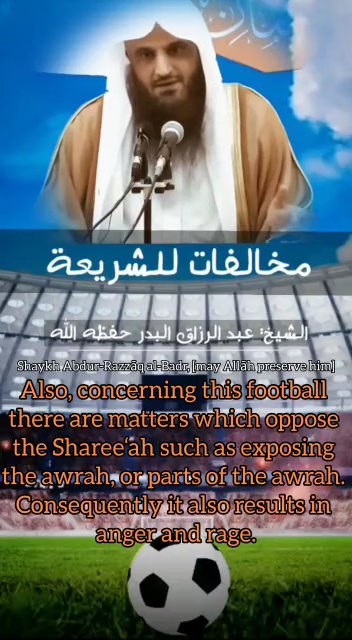 مخالفات للشريعة
الشيخ: عبد الرزاق البدر حفظه الله
Shaykh Abdur-Razzāq al-Badr, [may Allāh preserve him]
Also, concerning this football
there are matters which oppose
the Sharee‘ah such as exposing
the awrah, or parts of the awrah.
Consequently it also results in
anger and rage.